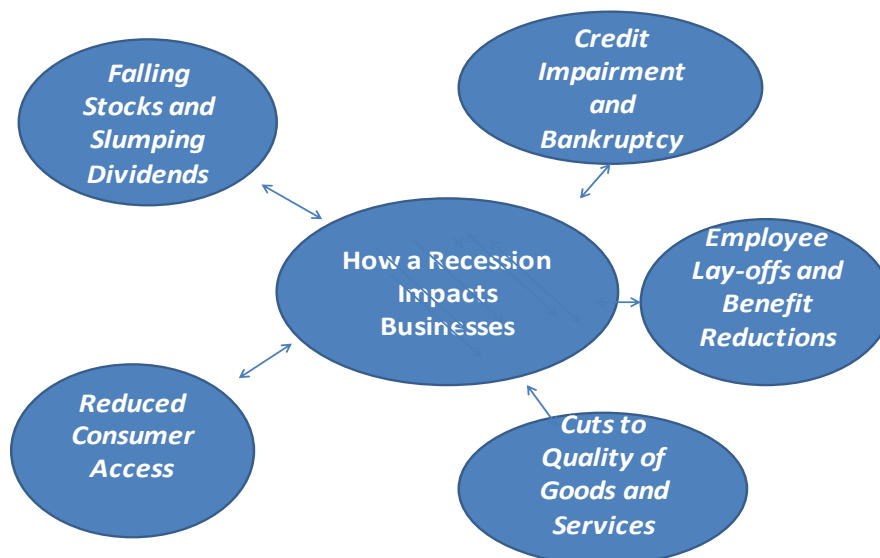 Falling
Stocks and
Slumping
Dividends
Credit
Impairment
and
Bankruptcy
How a Recession
Impacts
Businesses
Employee
Lay-offs and
Benefit
Reductions
Reduced
Consumer
Access
Cuts to
Quality of
Goods and
Services